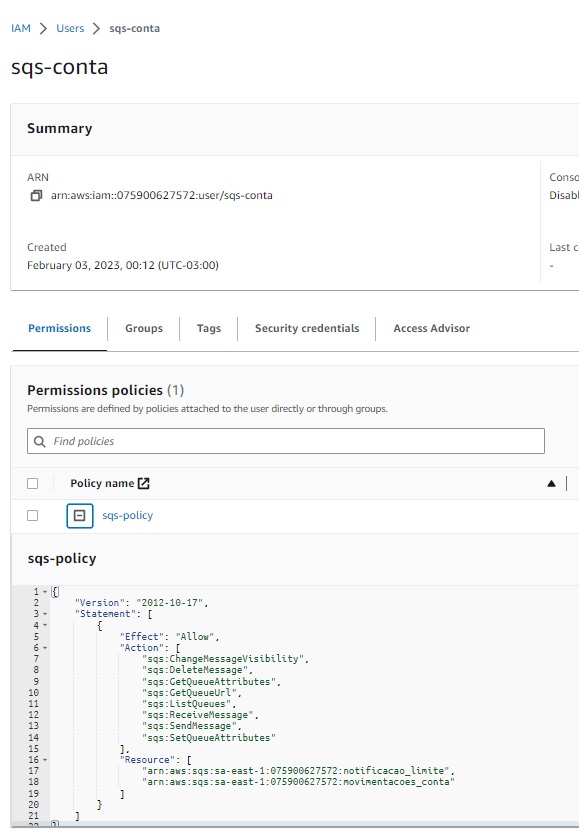 IAM > Users > sqs-conta
sqs-conta
Summary
ARN
arn:aws:iam::075900627572:user/sqs-conta
Created
February 03, 2023, 00:12 (UTC-03:00)
Conso
Disabl
Last c
-
Permissions Groups Tags Security credentials Access Advisor
Permissions policies (1)
Permissions are defined by policies attached to the user directly or through groups.
Find policies
Policy name
sqs-policy
sqs-policy
1 {
2 "Version": "2012-10-17",
3 "Statement": [
4 {
5 "Effect": "Allow",
6 "Action": [
7 "sqs:ChangeMessageVisibility",
8 "sqs:DeleteMessage",
9 "sqs:GetQueueAttributes",
10 "sqs:GetQueueUrl",
11 "sqs:ListQueues",
12 "sqs:ReceiveMessage",
13 "sqs:SendMessage",
14 "sqs:SetQueueAttributes"
15 ],
16 "Resource": [
17 "arn:aws:sqs:sa-east-1:075900627572:notificacao_limite",
18 "arn:aws:sqs:sa-east-1:075900627572:movimentacoes_conta"
19 ]
20 }
21 ]
22 }